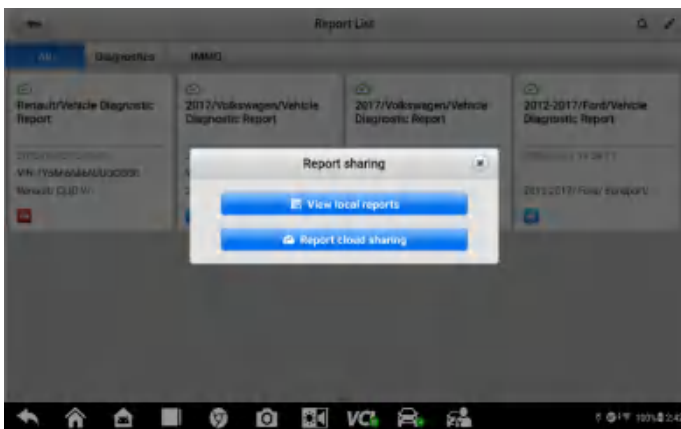 Report List
All Diagnostics IMMO
Renault/Vehicle Diagnostic
Report
2017/Volkswagen/Vehicle
Diagnostic Report
2017/Volkswagen/Vehicle
Diagnostic Report
2012-2017/Ford/Vehicle
Diagnostic Report
Report sharing
View local reports
Report cloud sharing
VCI